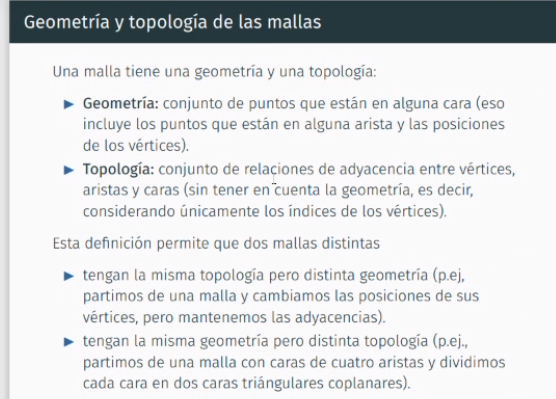 Geometría y topología de las mallas
Una malla tiene una geometría y una topología:
▶ Geometría: conjunto de puntos que están en alguna cara (eso
incluye los puntos que están en alguna arista y las posiciones
de los vértices).
▶ Topología: conjunto de relaciones de adyacencia entre vértices,
aristas y caras (sin tener en cuenta la geometría, es decir,
considerando únicamente los índices de los vértices).
Esta definición permite que dos mallas distintas
▶ tengan la misma topología pero distinta geometría (p.ej,
partimos de una malla y cambiamos las posiciones de sus
vértices, pero mantenemos las adyacencias).
▶ tengan la misma geometría pero distinta topología (p.ej.,
partimos de una malla con caras de cuatro aristas y dividimos
cada cara en dos caras triángulares coplanares).